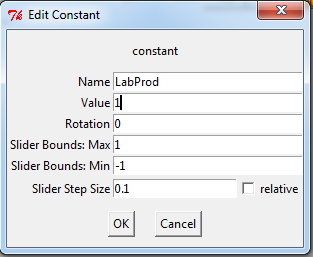 Edit Constant
constant
Name LabProd
Value 1
Rotation 0
Slider Bounds: Max 1
Slider Bounds: Min -1
Slider Step Size 0.1 relative
OK Cancel